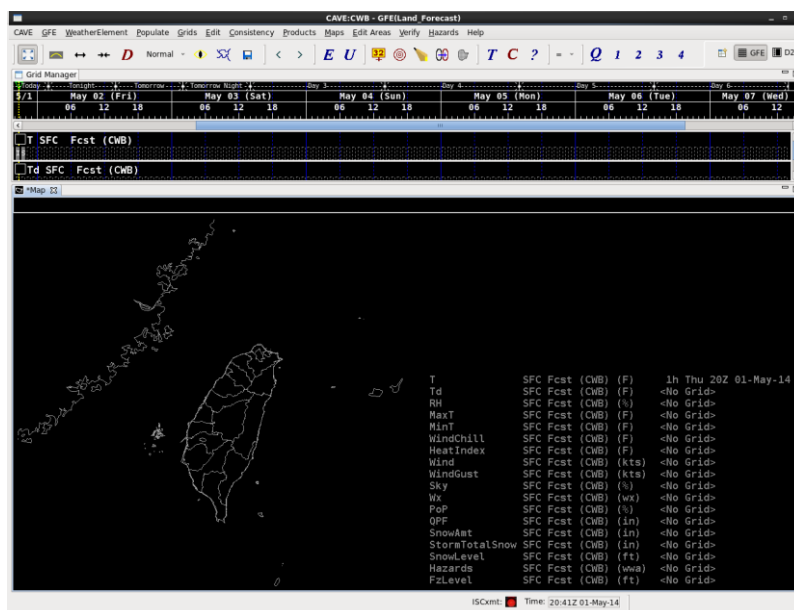 CAVE:CWB - GFE(Land_Forecast)
CAVE GFE WeatherElement Populate Grids Edit Consistency Products Maps Edit Areas Verify Hazards Help
D Normal < > E U 32 T C ? = Q 1 2 3 4 GFE D2
Grid Manager
Today Tonight Tomorrow Tomorrow Night Day 3 Day 4 Day 5 Day 6
5/1 May 02 (Fri) May 03 (Sat) May 04 (Sun) May 05 (Mon) May 06 (Tue) May 07 (Wed)
06 12 18 06 12 18 06 12 18 06 12 18 06 12 18 06 12
T SFC Fcst (CWB)
Td SFC Fcst (CWB)
*Map
T SFC Fcst (CWB) (F) 1h Thu 20Z 01-May-14
Td SFC Fcst (CWB) (F) <No Grid>
RH SFC Fcst (CWB) (%) <No Grid>
MaxT SFC Fcst (CWB) (F) <No Grid>
MinT SFC Fcst (CWB) (F) <No Grid>
WindChill SFC Fcst (CWB) (F) <No Grid>
HeatIndex SFC Fcst (CWB) (F) <No Grid>
Wind SFC Fcst (CWB) (kts) <No Grid>
WindGust SFC Fcst (CWB) (kts) <No Grid>
Sky SFC Fcst (CWB) (%) <No Grid>
Wx SFC Fcst (CWB) (wx) <No Grid>
PoP SFC Fcst (CWB) (%) <No Grid>
QPF SFC Fcst (CWB) (in) <No Grid>
SnowAmt SFC Fcst (CWB) (in) <No Grid>
StormTotalSnow SFC Fcst (CWB) (in) <No Grid>
SnowLevel SFC Fcst (CWB) (ft) <No Grid>
Hazards SFC Fcst (CWB) (wwa) <No Grid>
FzLevel SFC Fcst (CWB) (ft) <No Grid>
ISCxmt: Time: 20:41Z 01-May-14